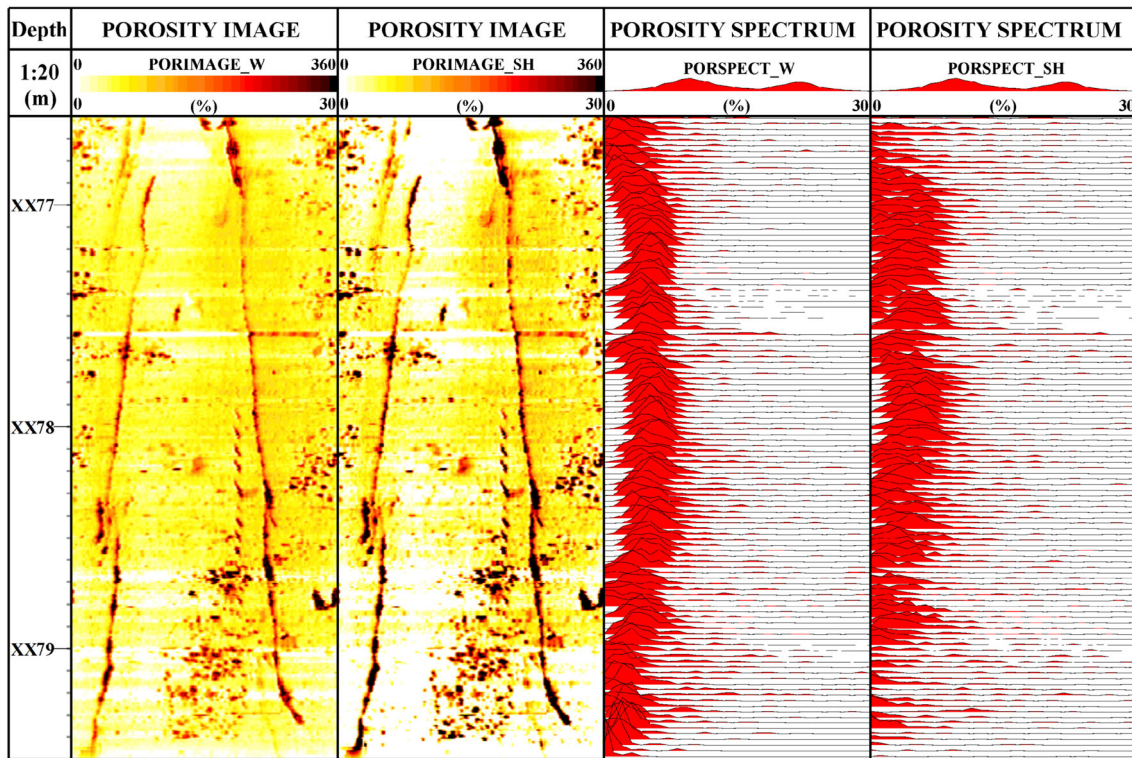 Depth POROSITY IMAGE POROSITY IMAGE POROSITY SPECTRUM POROSITY SPECTRUM
1:20
(m)
0 PORIMAGE_W 360
0 (%) 30
0 PORIMAGE_SH 360
0 (%) 30
PORSPECT_W
0 (%) 30
PORSPECT_SH
0 (%) 30
XX77
XX78
XX79